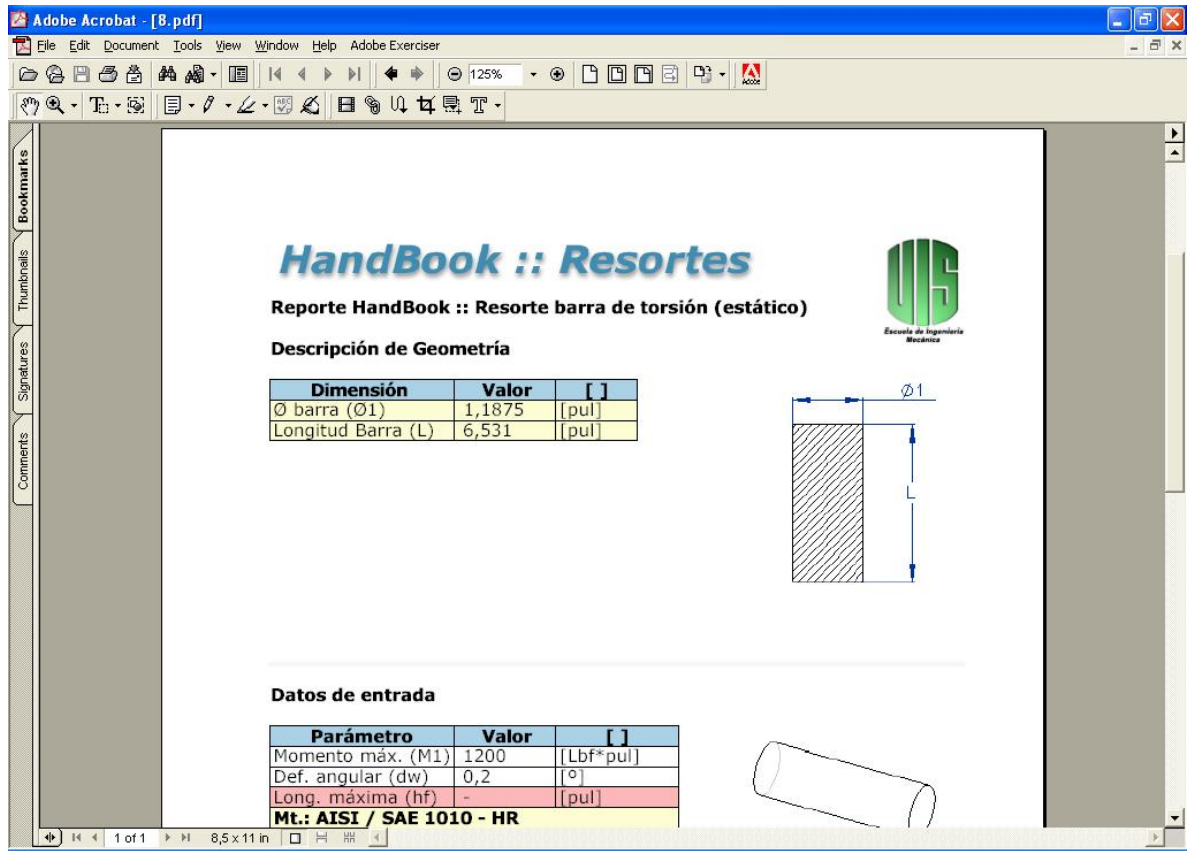 Adobe Acrobat - [8.pdf]
File Edit Document Tools View Window Help Adobe Exerciser
125%
Adobe
Bookmarks
Thumbnails
Signatures
Comments
HandBook :: Resortes
UIS
Escuela de Ingeniería
Mecánica
Reporte HandBook :: Resorte barra de torsión (estático)
Descripción de Geometría
Dimensión Valor [ ]
Ø barra (Ø1) 1,1875 [pul]
Longitud Barra (L) 6,531 [pul]
Ø1
L
Datos de entrada
Parámetro Valor [ ]
Momento máx. (M1) 1200 [Lbf*pul]
Def. angular (dw) 0,2 [º]
Long. máxima (hf) - [pul]
Mt.: AISI / SAE 1010 - HR
1 of 1 8,5 x 11 in